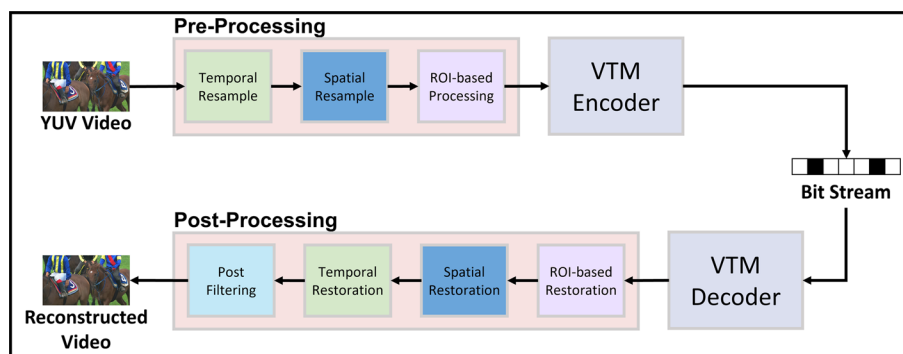 Pre-Processing
Temporal
Resample
Spatial
Resample
ROI-based
Processing
VTM
Encoder
YUV Video
Bit Stream
Post-Processing
Post
Filtering
Temporal
Restoration
Spatial
Restoration
ROI-based
Restoration
VTM
Decoder
Reconstructed
Video